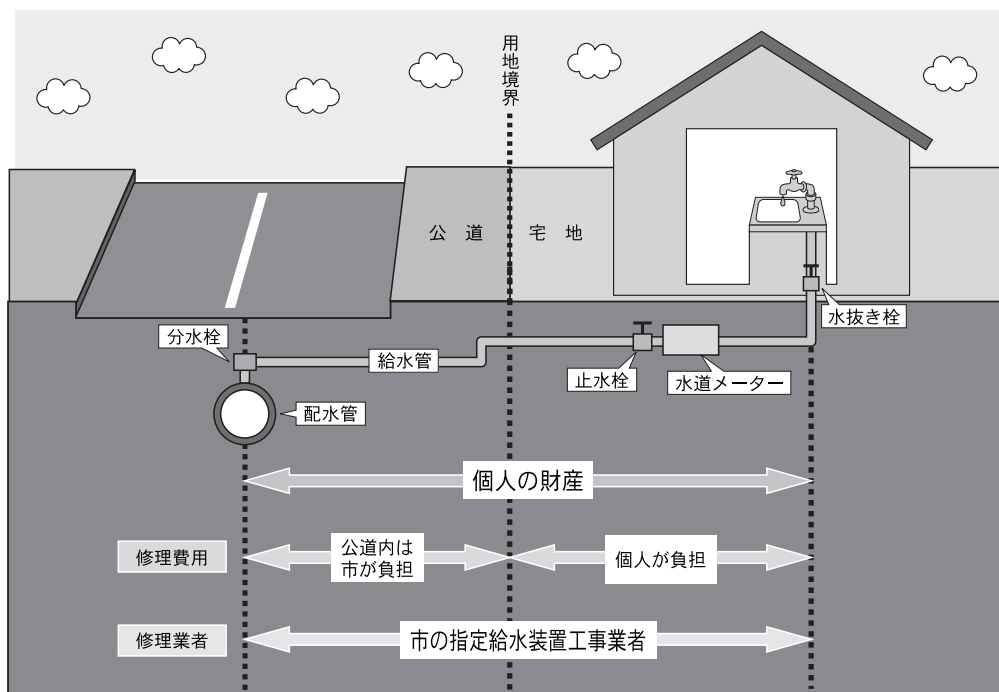 用地境界
公道
宅地
分水栓
給水管
水抜き栓
止水栓
水道メーター
配水管
個人の財産
修理費用
公道内は
市が負担
個人が負担
修理業者
市の指定給水装置工事業者